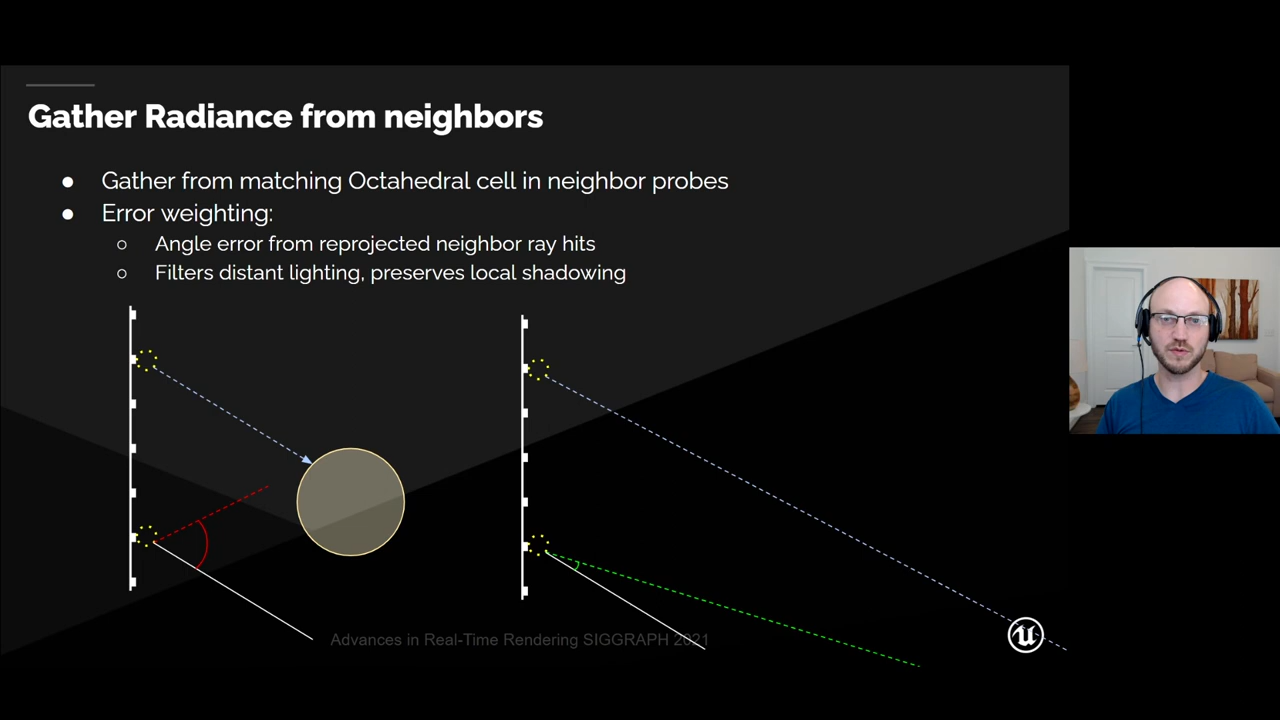 Gather Radiance from neighbors
● Gather from matching Octahedral cell in neighbor probes
● Error weighting:
○ Angle error from reprojected neighbor ray hits
○ Filters distant lighting, preserves local shadowing
Advances in Real-Time Rendering SIGGRAPH 2021